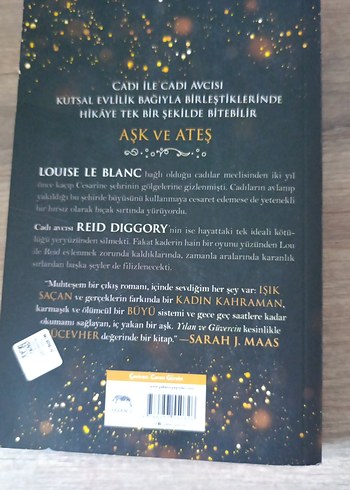 CADI İLE CADI AVCISI
KUTSAL EVLİLİK BAĞIYLA BİRLEŞTİKLERİNDE
HİKÂYE TEK BİR ŞEKİLDE BİTEBİLİR
AŞK VE ATEŞ
LOUISE LE BLANC bağlı olduğu cadılar meclisinden iki yıl
önce kaçıp Cesarine şehrinin gölgelerine gizlenmişti. Cadıların avlanıp
yakıldığı bu şehirde büyüsünü kullanmaya cesaret edemese de yetenekli
bir hırsız olarak bıçak sırtında yürüyordu.
Cadı avcısı REID DIGGORY'nin ise hayattaki tek ideali kötü-
lüğü yeryüzünden silmekti. Fakat kaderin hain bir oyunu yüzünden Lou
ile Reid evlenmek zorunda kaldıklarında, zamanla aralarında karanlık
sırlardan başka şeyler de filizlenecekti.
"Muhteşem bir çıkış romanı, içinde sevdiğim her şey var: IŞIK
SAÇAN ve gerçeklerin farkında bir KADIN KAHRAMAN,
karmaşık ve ölümcül bir BÜYÜ sistemi ve gece geç saatlere kadar
okumamı sağlayan, iç yakan bir aşk. Yılan ve Güvercin kesinlikle
MÜCEVHER değerinde bir kitap." —SARAH J. MAAS